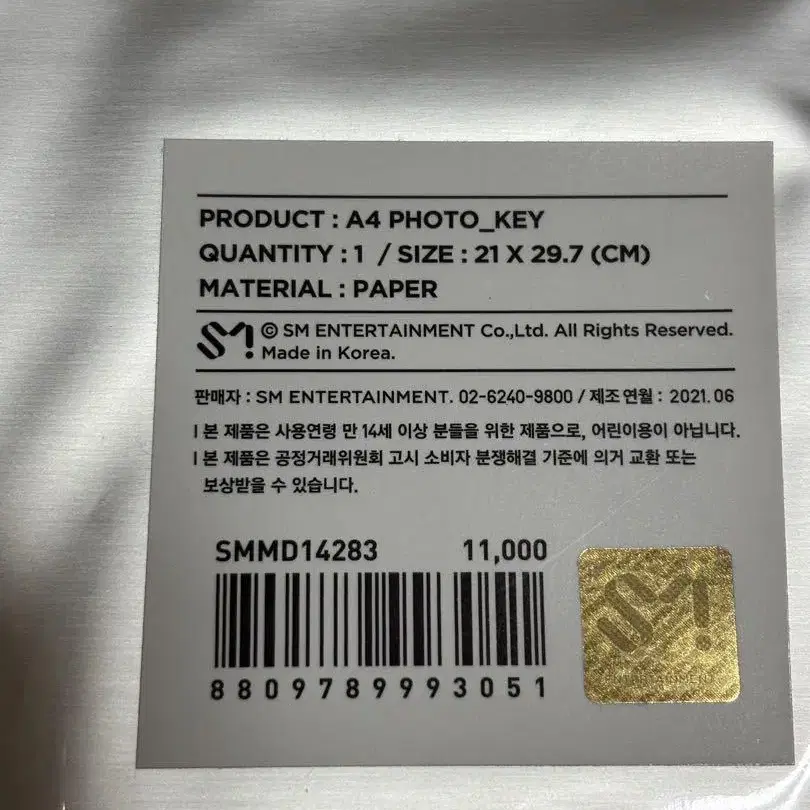 PRODUCT : A4 PHOTO_KEY
QUANTITY : 1 / SIZE : 21 X 29.7 (CM)
MATERIAL : PAPER
SM! © SM ENTERTAINMENT Co.,Ltd. All Rights Reserved.
Made in Korea.
판매자 : SM ENTERTAINMENT. 02-6240-9800 / 제조 연월 : 2021. 06
l 본 제품은 사용연령 만 14세 이상 분들을 위한 제품으로, 어린이용이 아닙니다.
l 본 제품은 공정거래위원회 고시 소비자 분쟁해결 기준에 의거 교환 또는
보상받을 수 있습니다.
SMMD14283 11,000
8809789993051
SM!
SM ENTERTAINMENT